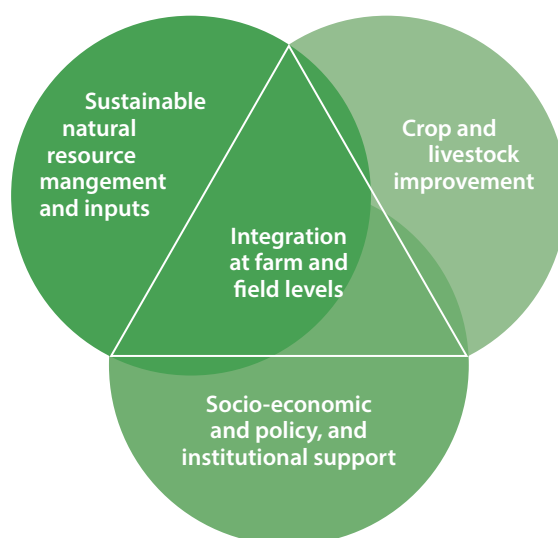 Sustainable
natural
resource
mangement
and inputs
Crop and
livestock
improvement
Integration
at farm and
field levels
Socio-economic
and policy, and
institutional support